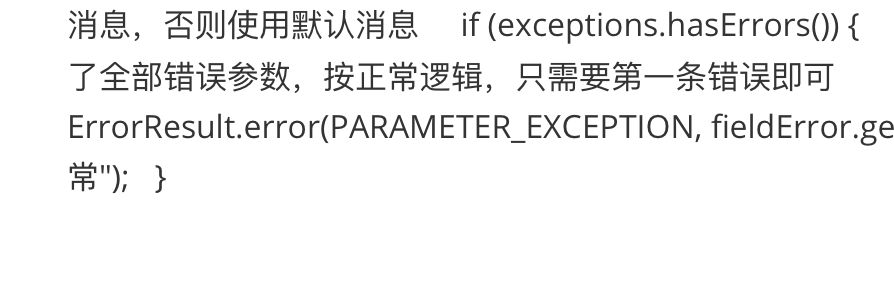 消息，否则使用默认消息 if (exceptions.hasErrors()) {
了全部错误参数，按正常逻辑，只需要第一条错误即可
ErrorResult.error(PARAMETER_EXCEPTION, fieldError.ge
常"); }